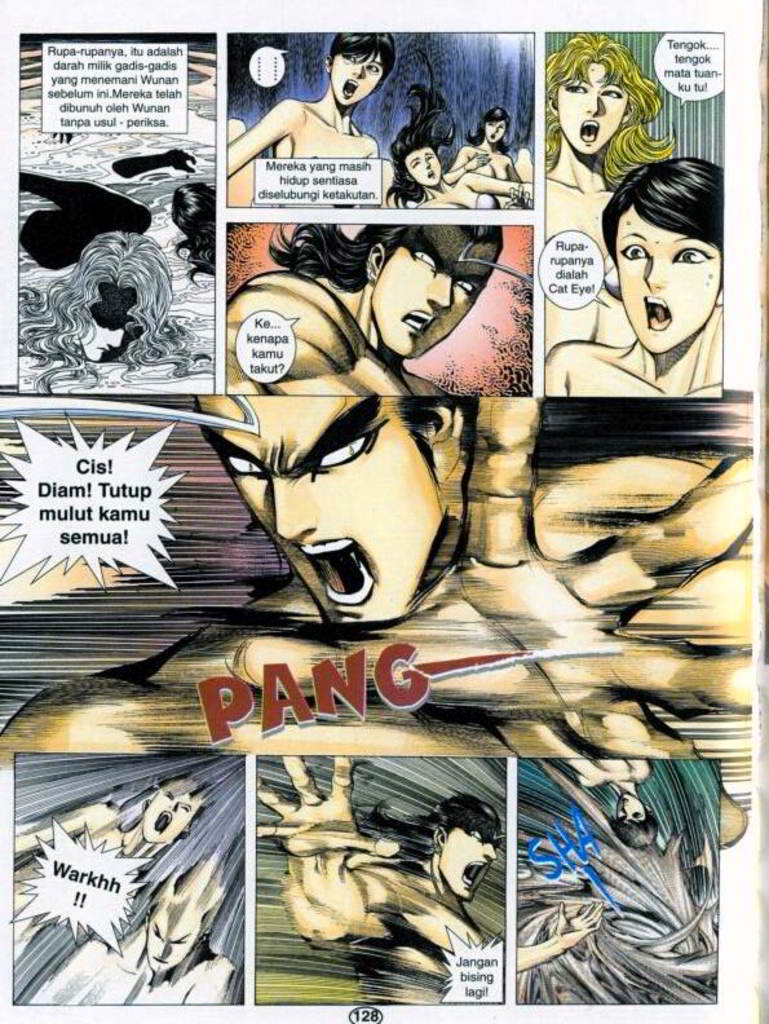 Rupa-rupanya, itu adalah
darah milik gadis-gadis
yang menemani Wunan
sebelum ini.Mereka telah
dibunuh oleh Wunan
tanpa usul - periksa.
Mereka yang masih
hidup sentiasa
diselubungi ketakutan.
Ke...
kenapa
kamu
takut?
Tengok....
tengok
mata tuan-
ku tu!
Rupa-
rupanya
dialah
Cat Eye!
Cis!
Diam! Tutup
mulut kamu
semua!
PANG
Warkhh
!!
Jangan
bising
lagi!
SHA
128